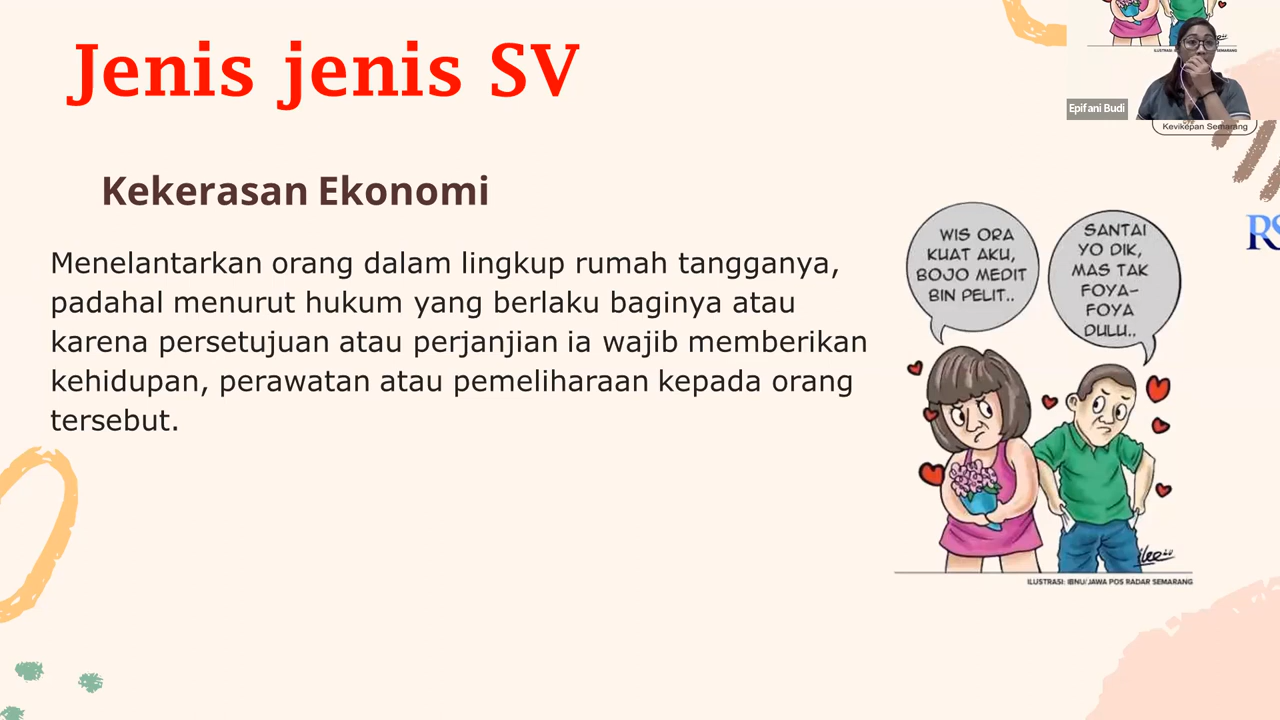 Jenis jenis SV
Kekerasan Ekonomi
Menelantarkan orang dalam lingkup rumah tangganya,
padahal menurut hukum yang berlaku baginya atau
karena persetujuan atau perjanjian ia wajib memberikan
kehidupan, perawatan atau pemeliharaan kepada orang
tersebut.
WIS ORA
KUAT AKU,
BOJO MEDIT
BIN PELIT..
SANTAI
YO DIK,
MAS TAK
FOYA-
FOYA
DULU..
ILUSTRASI: IBNU/JAWA POS RADAR SEMARANG
Epifani Budi
Kevikepan Semarang
RS